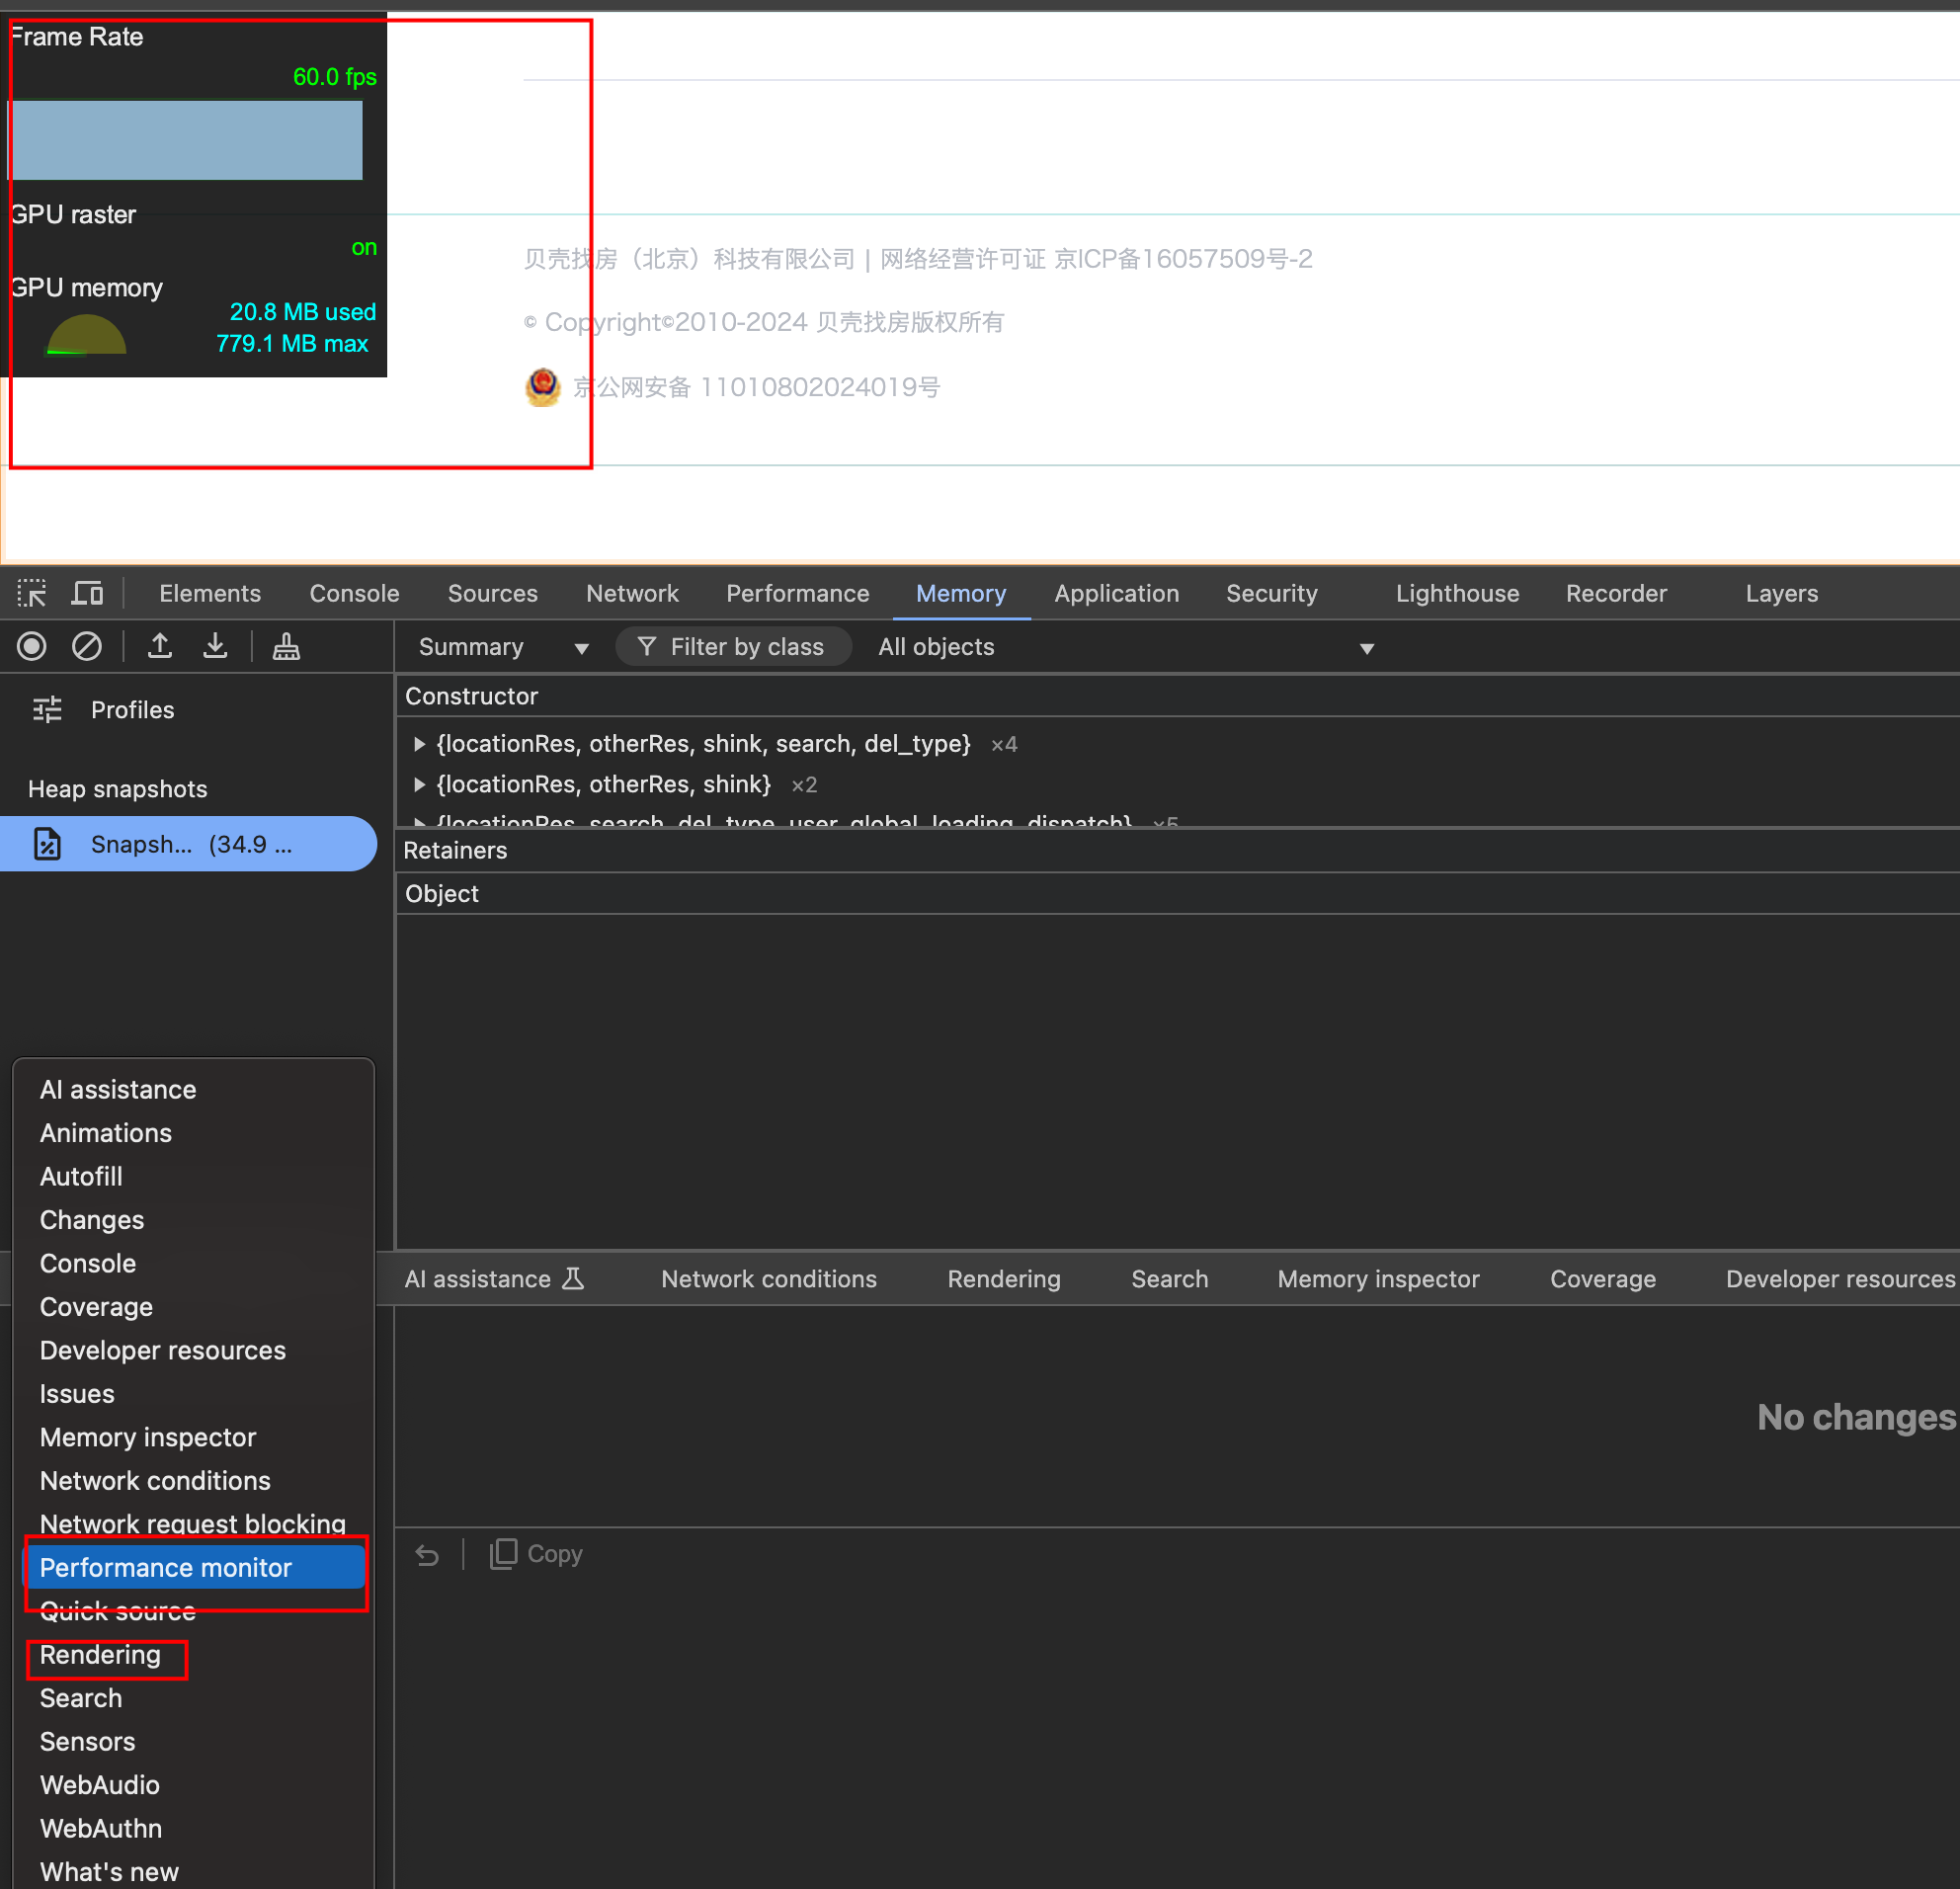 Frame Rate
60.0 fps
GPU raster
on
GPU memory
20.8 MB used
779.1 MB max
贝壳找房（北京）科技有限公司 | 网络经营许可证 京ICP备16057509号-2
© Copyright©2010-2024 贝壳找房版权所有
京公网安备 11010802024019号
Elements Console Sources Network Performance Memory Application Security Lighthouse Recorder Layers
Summary Filter by class All objects
Profiles
Heap snapshots
Snapsh... (34.9 ...
Constructor
{locationRes, otherRes, shink, search, del_type} ×4
{locationRes, otherRes, shink} ×2
{locationRes, search, del_type, user, global, loading, dispatch} ×5
Retainers
Object
AI assistance
Animations
Autofill
Changes
Console
Coverage
Developer resources
Issues
Memory inspector
Network conditions
Network request blocking
Performance monitor
Quick source
Rendering
Search
Sensors
WebAudio
WebAuthn
What's new
AI assistance Network conditions Rendering Search Memory inspector Coverage Developer resources
No changes
Copy